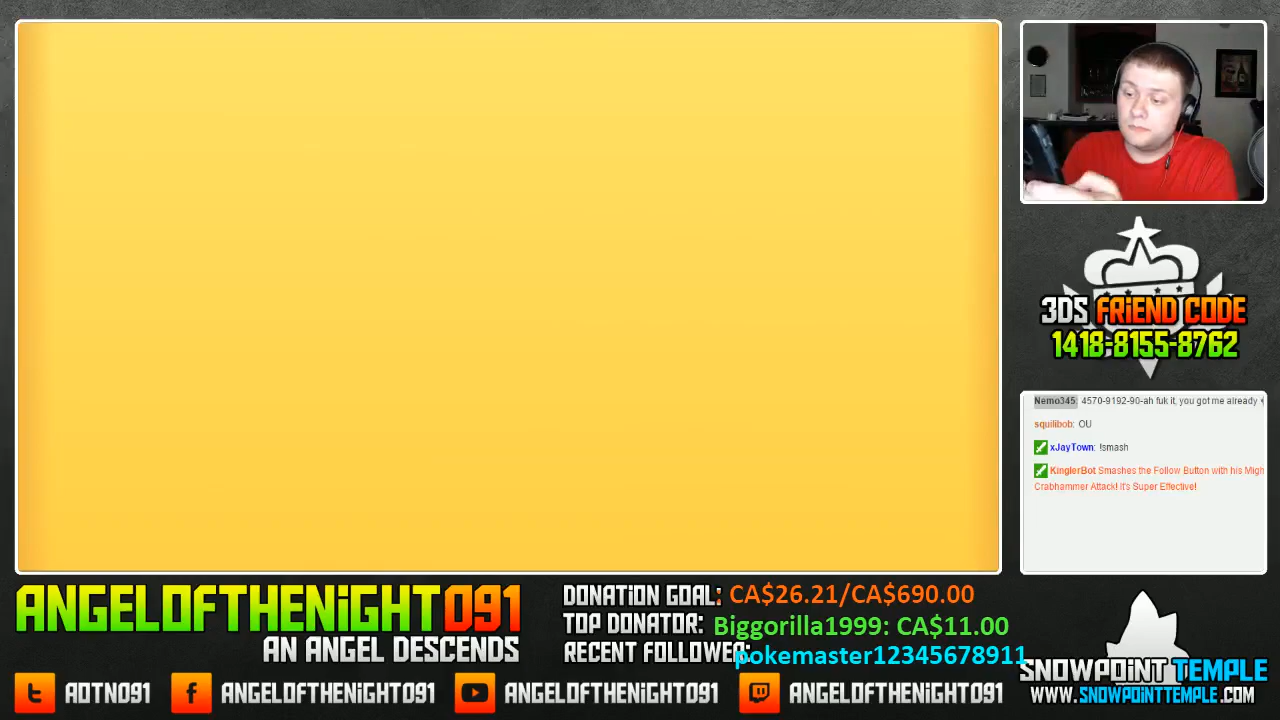 3DS FRIEND CODE
1418-8155-8762
Nemo345: 4570-9192-90-ah fuk it, you got me already
squilibob: OU
xJayTown: !smash
KinglerBot Smashes the Follow Button with his Migh
Crabhammer Attack! It's Super Effective!
ANGELOFTHENiGHT091
AN ANGEL DESCENDS
DONATiON GOAL: CA$26.21/CA$690.00
TOP DONATOR: Biggorilla1999: CA$11.00
RECENT FOLLOWER: pokemaster12345678911
AOTN091
ANGELOFTHENiGHT091
ANGELOFTHENiGHT091
ANGELOFTHENiGHT091
SNOWPOiNT TEMPLE
WWW.SNOWPOiNTTEMPLE.COM